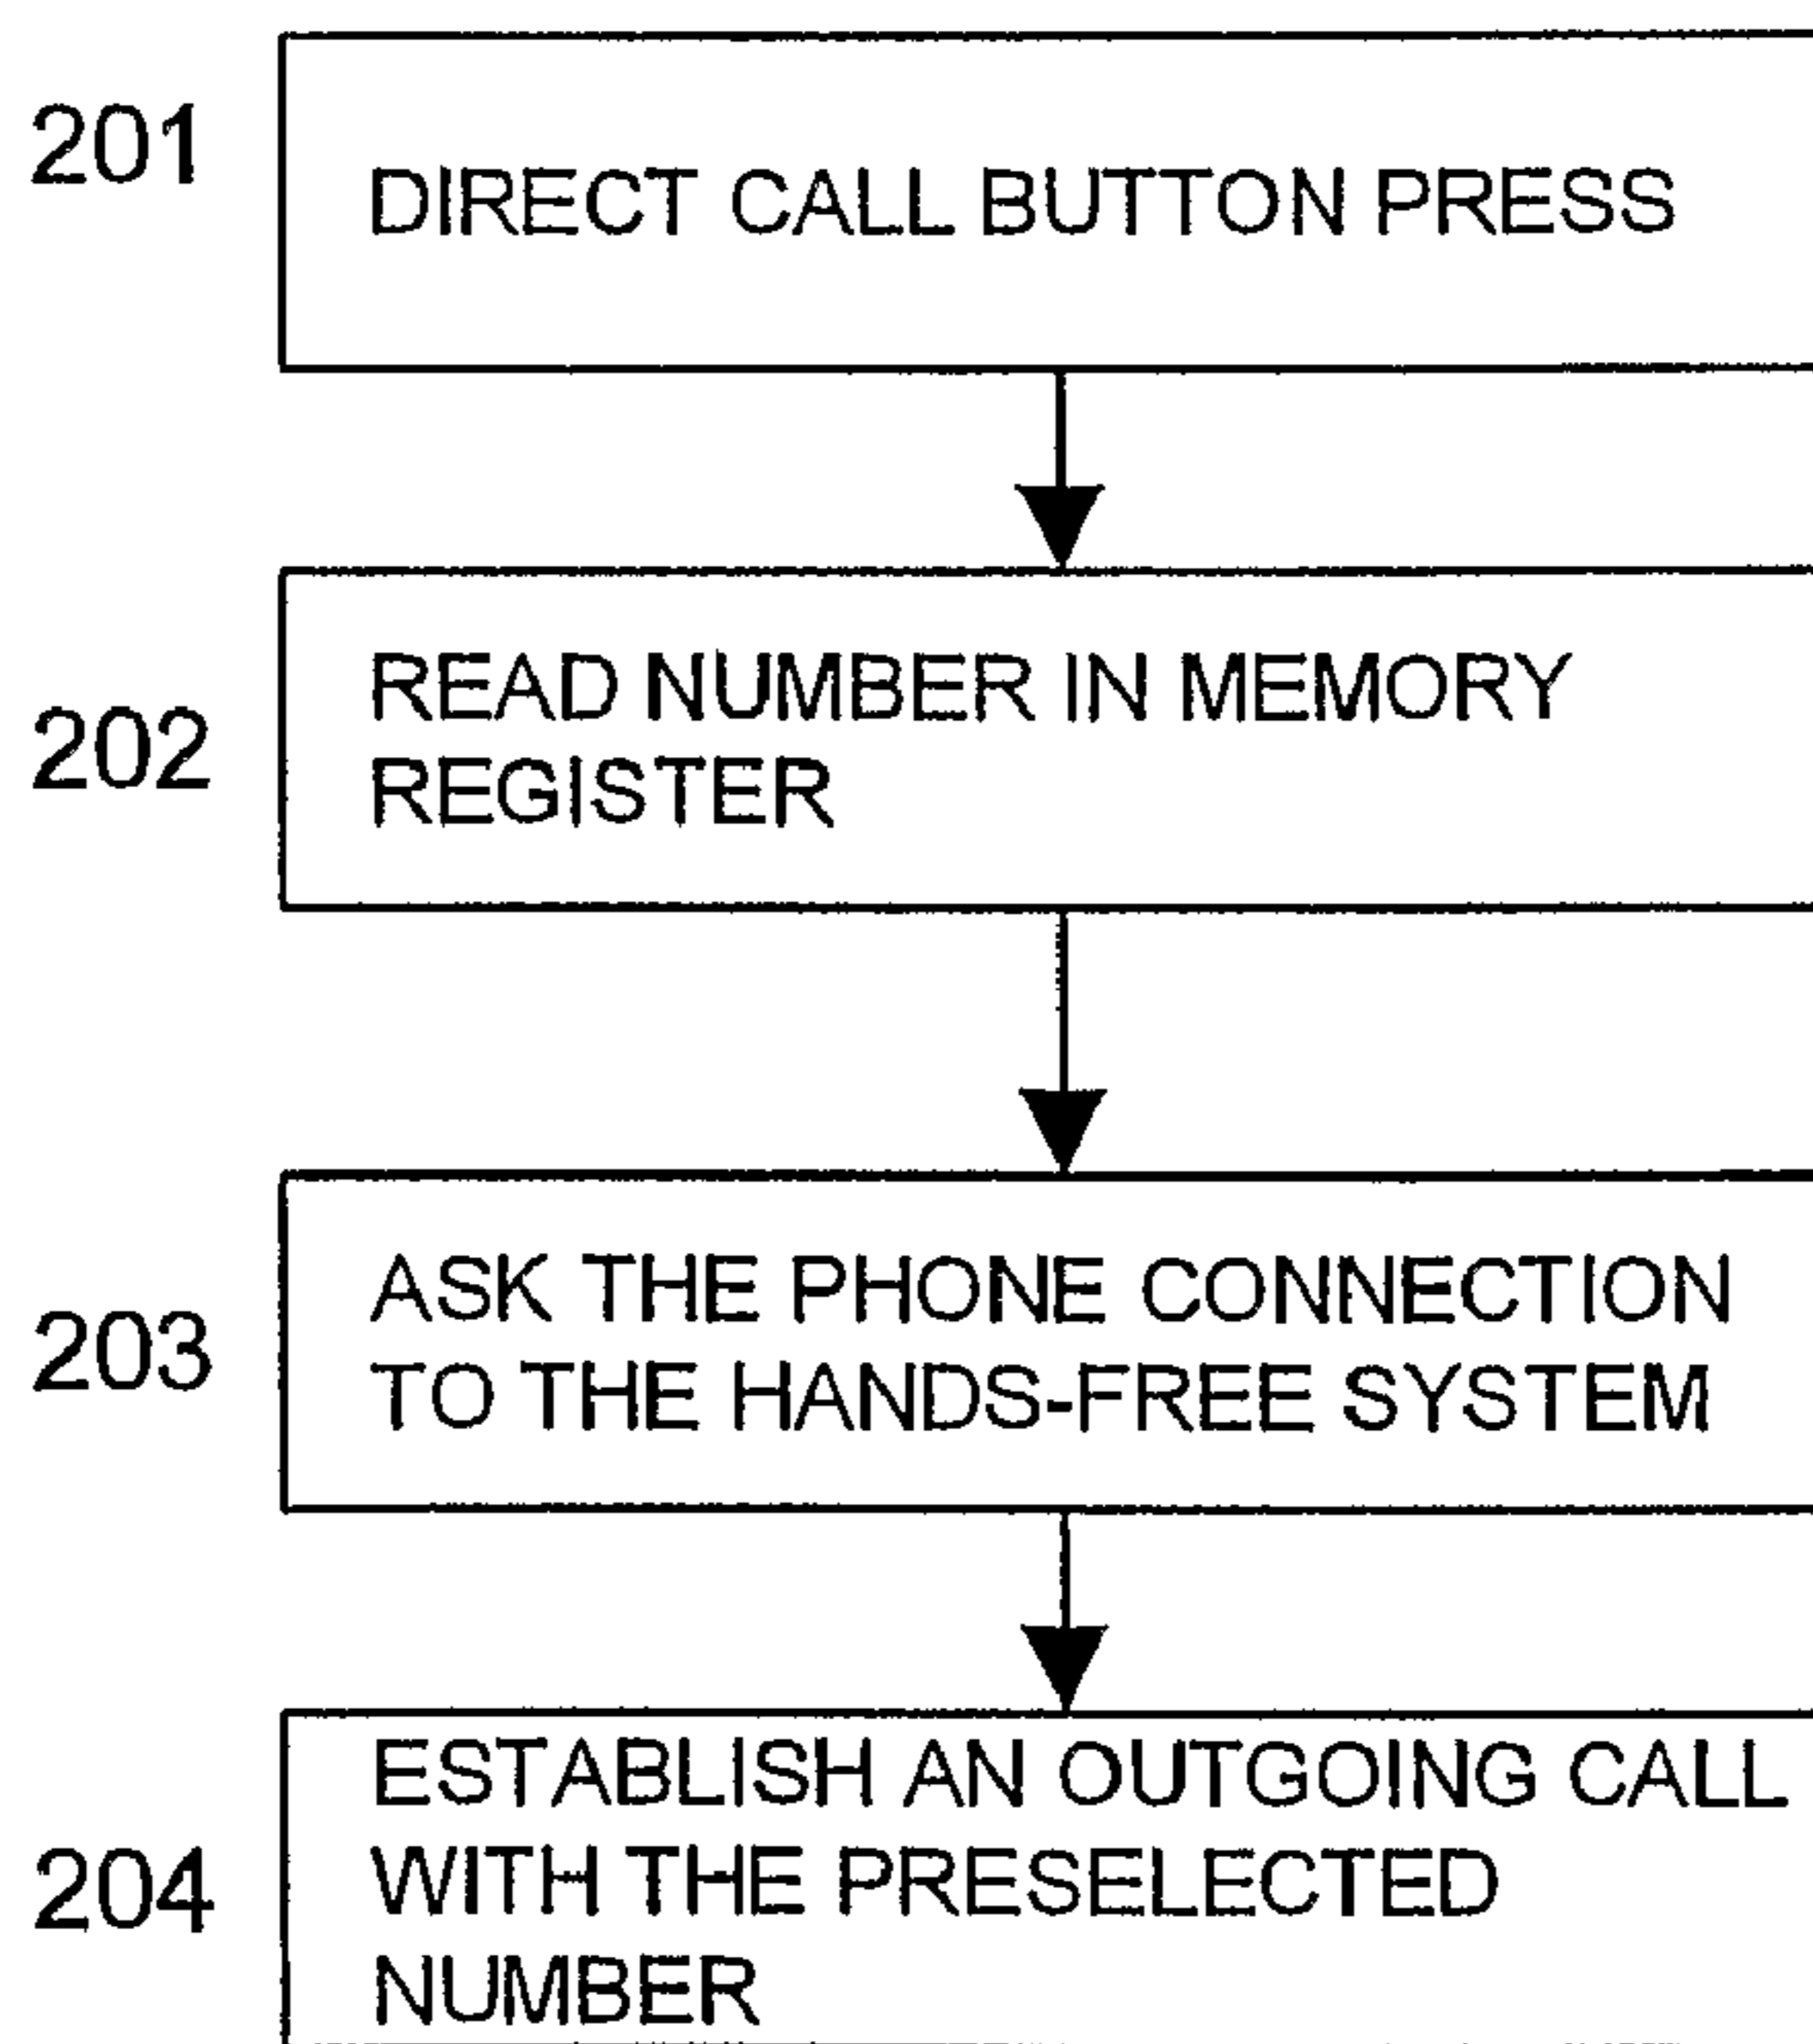 201
DIRECT CALL BUTTON PRESS
202
READ NUMBER IN MEMORY
REGISTER
203
ASK THE PHONE CONNECTION
TO THE HANDS-FREE SYSTEM
204
ESTABLISH AN OUTGOING CALL
WITH THE PRESELECTED
NUMBER